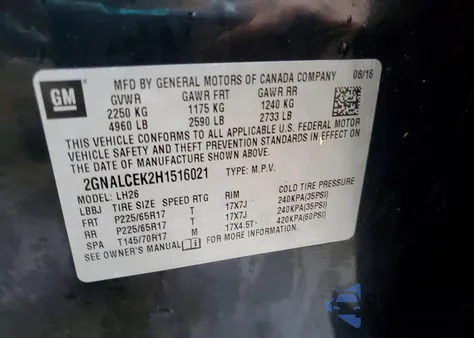 GM
MFD BY GENERAL MOTORS OF CANADA COMPANY 08/16
GVWR GAWR FRT GAWR RR
2250 KG 1175 KG 1240 KG
4960 LB 2590 LB 2733 LB
THIS VEHICLE CONFORMS TO ALL APPLICABLE U.S. FEDERAL MOTOR
VEHICLE SAFETY AND THEFT PREVENTION STANDARDS IN EFFECT ON
THE DATE OF MANUFACTURE SHOWN ABOVE.
2GNALCEK2H1516021 TYPE: M.P.V.
MODEL: LH26
LBBJ TIRE SIZE SPEED RTG RIM COLD TIRE PRESSURE
FRT P225/65R17 T 17X7J 240KPA(35PSI)
RR P225/65R17 T 17X7J 240KPA(35PSI)
SPA T145/70R17 M 17X4.5T 420KPA(60PSI)
SEE OWNER'S MANUAL FOR ADDITIONAL INFORMATION.